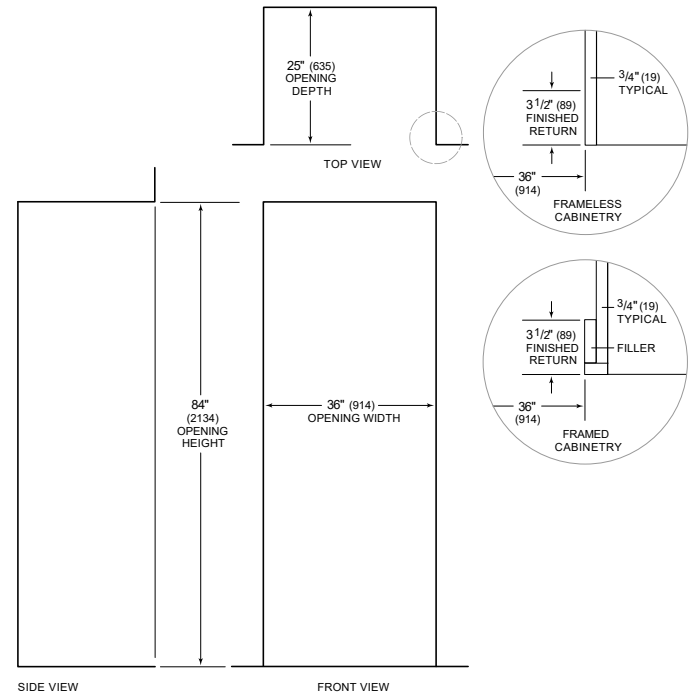 25" (635)
OPENING
DEPTH
TOP VIEW
3/4" (19)
TYPICAL
3 1/2" (89)
FINISHED
RETURN
36"
(914)
FRAMELESS
CABINETRY
3/4" (19)
TYPICAL
3 1/2" (89)
FINISHED
RETURN
FILLER
36"
(914)
FRAMED
CABINETRY
84"
(2134)
OPENING
HEIGHT
36" (914)
OPENING WIDTH
SIDE VIEW
FRONT VIEW